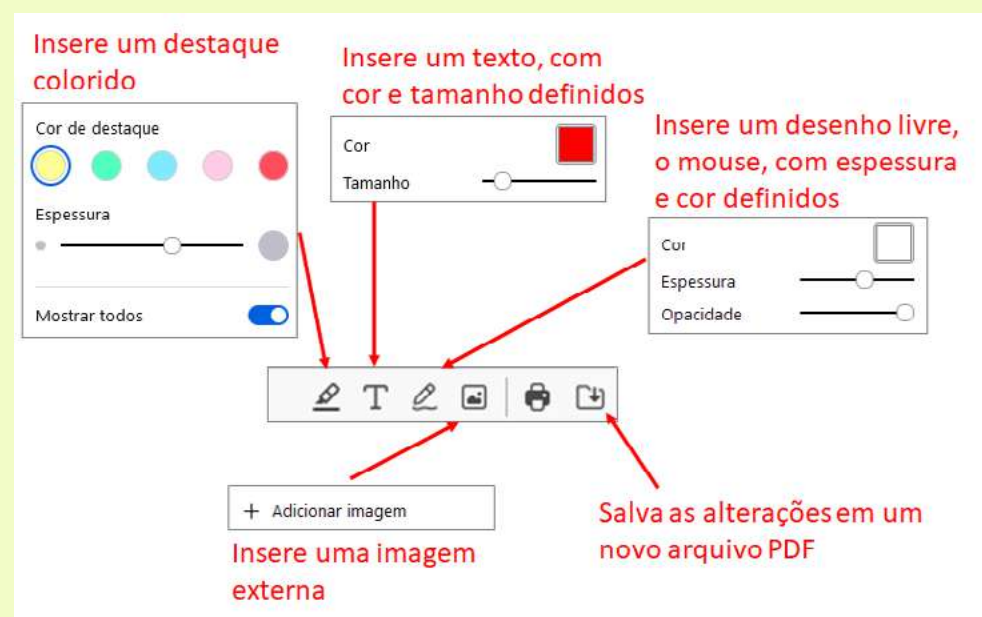 Insere um destaque
colorido
Cor de destaque
Espessura
Mostrar todos
Insere um texto, com
cor e tamanho definidos
Cor
Tamanho
Insere um desenho livre,
o mouse, com espessura
e cor definidos
Cor
Espessura
Opacidade
T
+ Adicionar imagem
Insere uma imagem
externa
Salva as alterações em um
novo arquivo PDF